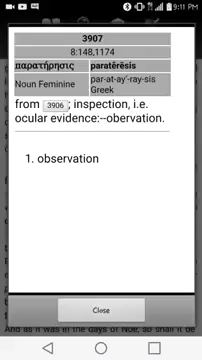 9:11 PM
3907
8:148,1174
παρατήρησις paratērēsis
Noun Feminine par-at-ay'-ray-sis
Greek
from 3906; inspection, i.e.
ocular evidence:--obervation.
1. observation
Close
And as it was in the days of Noe, so shall it be